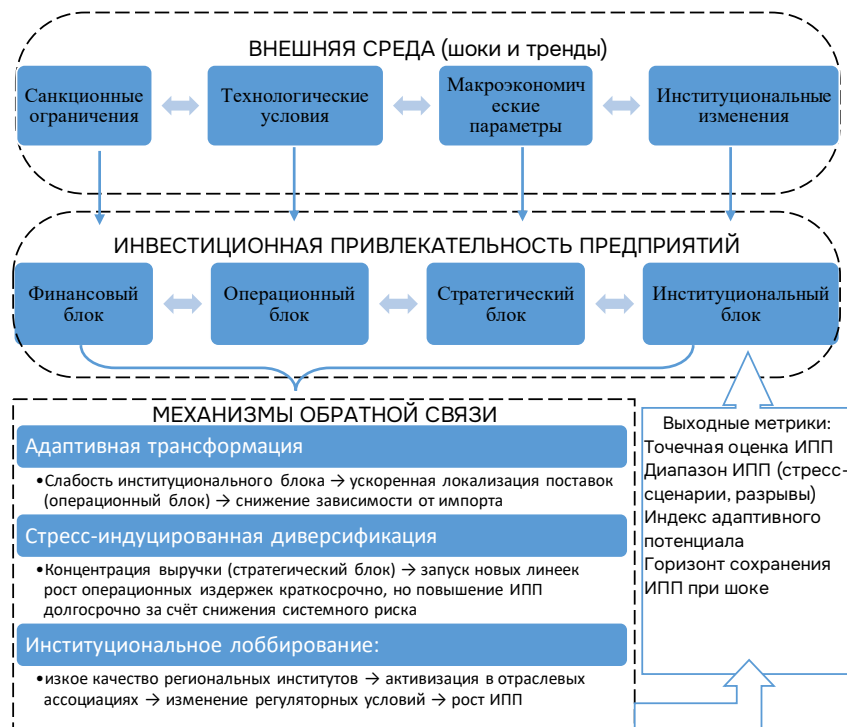 ВНЕШНЯЯ СРЕДА (шоки и тренды)
Санкционные
ограничения
Технологические
условия
Макроэкономич
еские
параметры
Институциональные
изменения
ИНВЕСТИЦИОННАЯ ПРИВЛЕКАТЕЛЬНОСТЬ ПРЕДПРИЯТИЙ
Финансовый
блок
Операционный
блок
Стратегический
блок
Институциональный
блок
МЕХАНИЗМЫ ОБРАТНОЙ СВЯЗИ
Адаптивная трансформация
•Слабость институционального блока → ускоренная локализация поставок
(операционный блок) → снижение зависимости от импорта
Стресс-индуцированная диверсификация
•Концентрация выручки (стратегический блок) → запуск новых линеек
рост операционных издержек краткосрочно, но повышение ИПП
долгосрочно за счёт снижения системного риска
Институциональное лоббирование:
•изкое качество региональных институтов → активизация в отраслевых
ассоциациях → изменение регуляторных условий → рост ИПП
Выходные метрики:
Точечная оценка ИПП
Диапазон ИПП (стресс-
сценарии, разрывы)
Индекс адаптивного
потенциала
Горизонт сохранения
ИПП при шоке